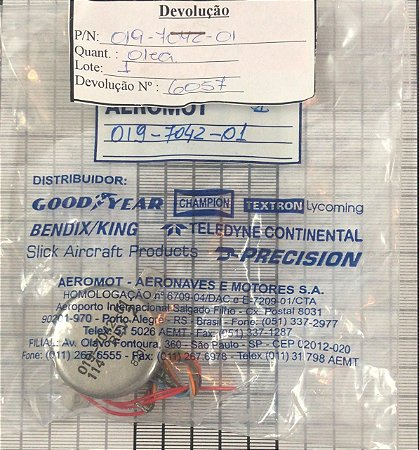 Devolução
P/N: 019-7042-01
Quant. :
Lote: 1
Devolução Nº : 6057
AEROMOT
019-7042-01
DISTRIBUIDOR:
GOODYEAR CHAMPION TEXTRON Lycoming
BENDIX/KING TELEDYNE CONTINENTAL
Slick Aircraft Products PRECISION
AEROMOT - AERONAVES E MOTORES S.A.
HOMOLOGAÇÃO nº 6709-04/DAC e E-7209-01/CTA
Aeroporto Internacional Salgado Filho - Cx. Postal 8031
90201-970 - Porto Alegre - RS - Brasil - Fone: (051) 337-2977
Telex 51 5026 AEMT - Fax: (051) 337-1287
FILIAL: Av. Olavo Fontoura, 360 - São Paulo - SP - CEP 02012-020
Fone: (011) 267.6555 - Fax: (011) 267.6978 - Telex (011) 31 798 AEMT